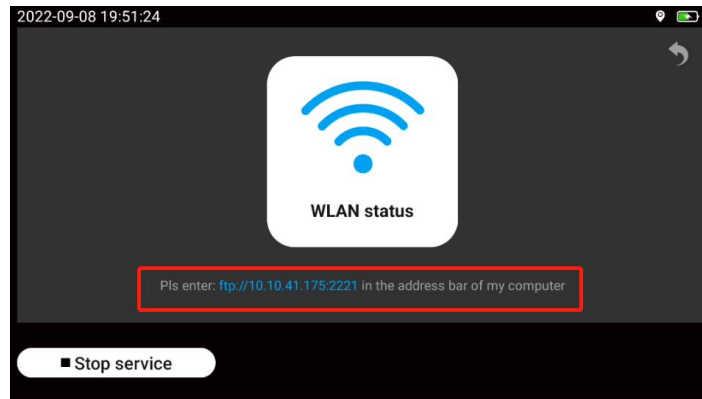 2022-09-08 19:51:24
WLAN status
Pls enter: ftp://10.10.41.175:2221 in the address bar of my computer
Stop service